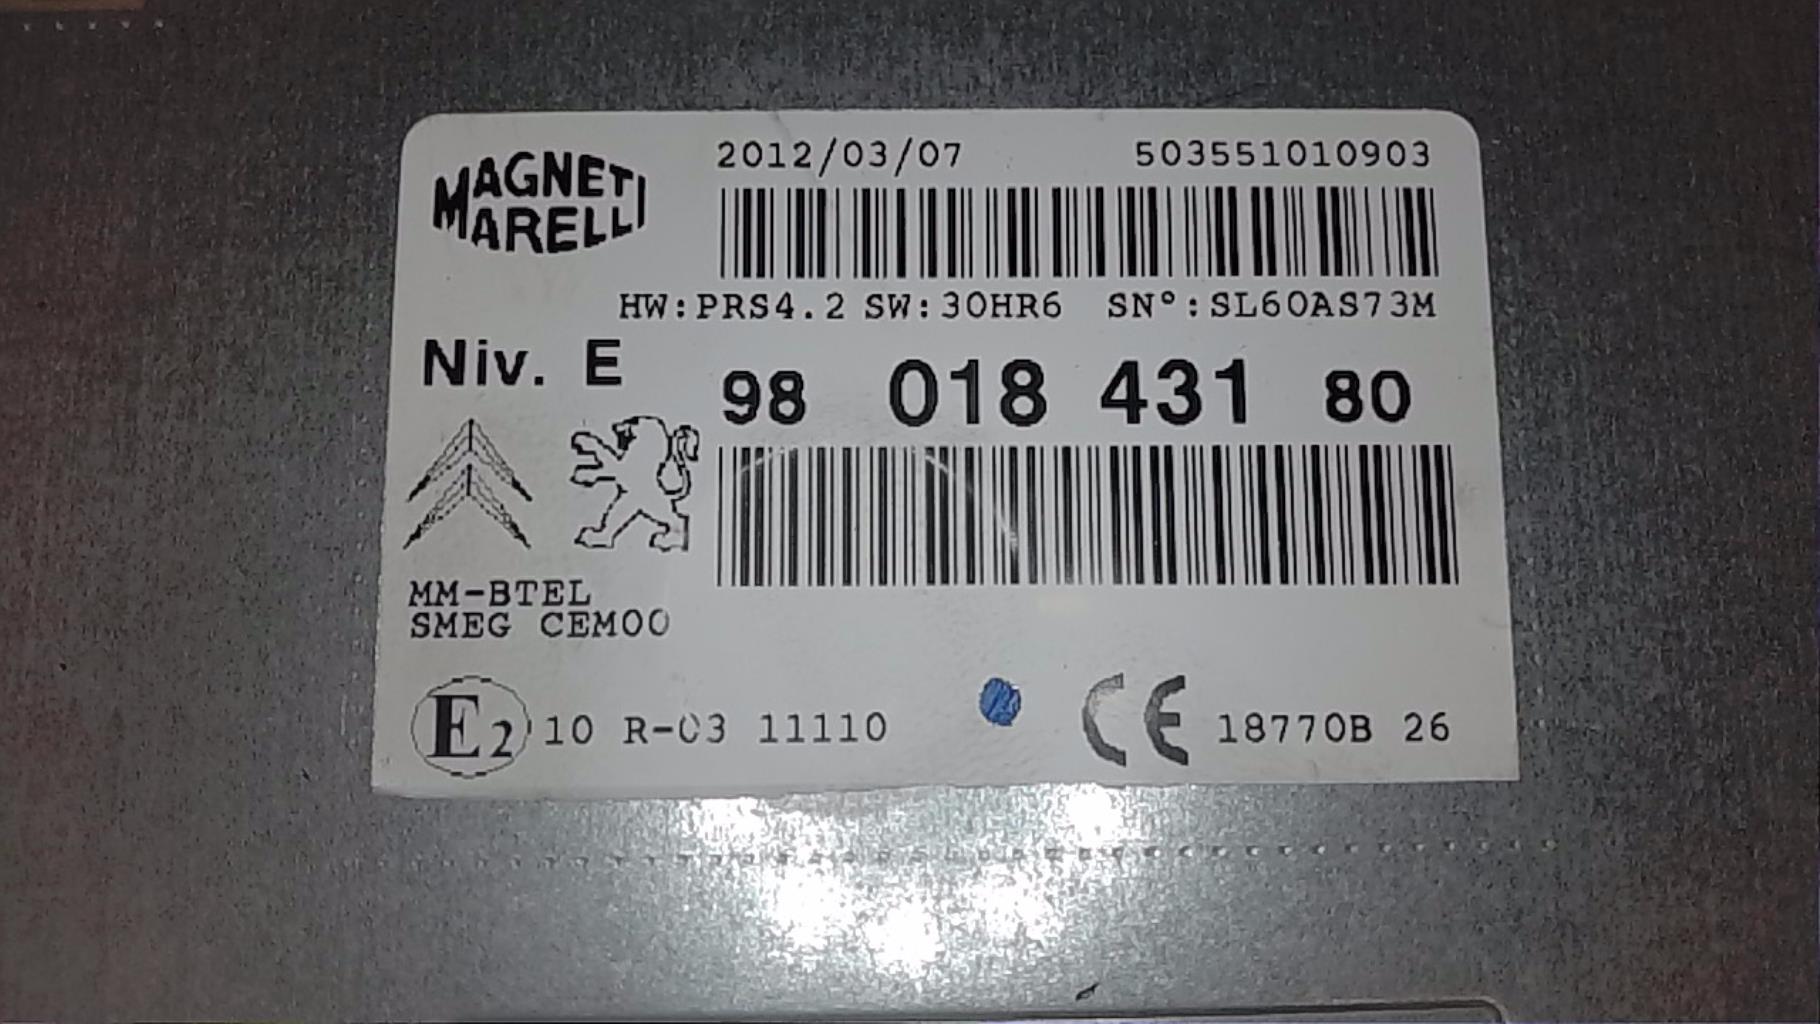 MAGNETI
MARELLI
2012/03/07 503551010903
HW:PRS4.2 SW:30HR6 SN°:SL60AS73M
Niv. E
98 018 431 80
MM-BTEL
SMEG CEM00
E2 10 R-03 11110
CE 18770B 26